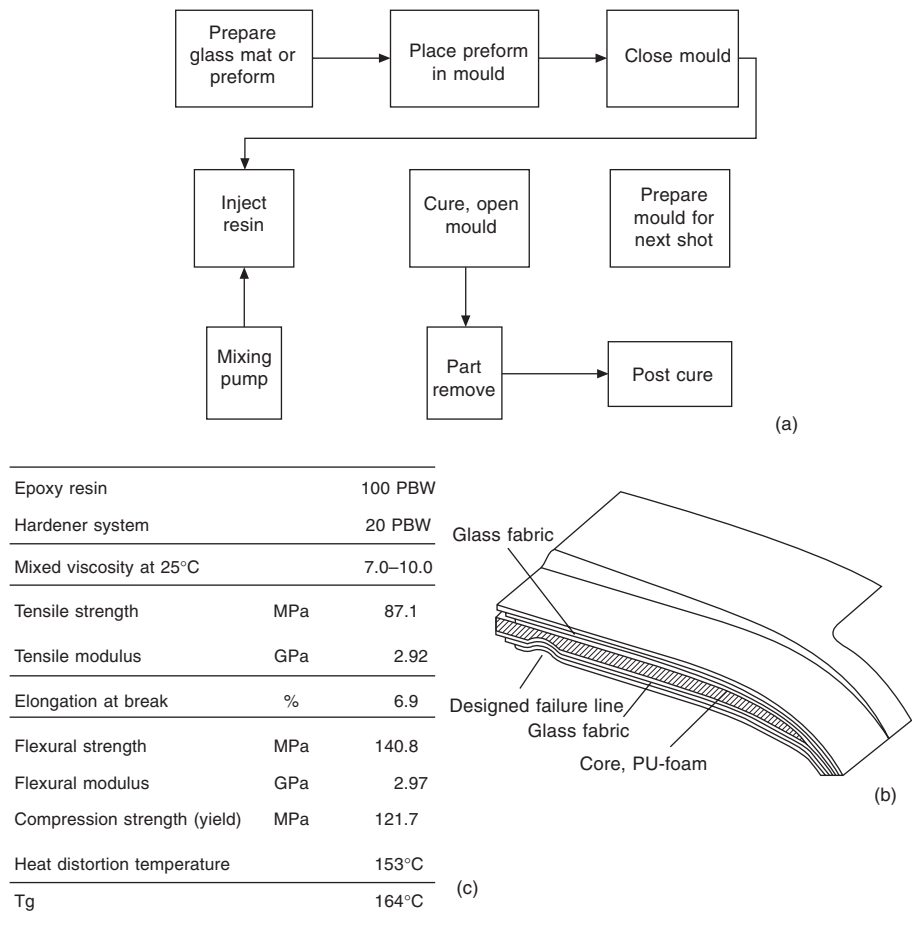 Prepare
glass mat or
preform
Place preform
in mould
Close mould
Inject
resin
Cure, open
mould
Prepare
mould for
next shot
Mixing
pump
Part
remove
Post cure
(a)
Epoxy resin 100 PBW
Hardener system 20 PBW
Mixed viscosity at 25°C 7.0–10.0
Tensile strength MPa 87.1
Tensile modulus GPa 2.92
Elongation at break % 6.9
Flexural strength MPa 140.8
Flexural modulus GPa 2.97
Compression strength (yield) MPa 121.7
Heat distortion temperature 153°C
Tg 164°C
(c)
Glass fabric
Designed failure line
Glass fabric
Core, PU-foam
(b)